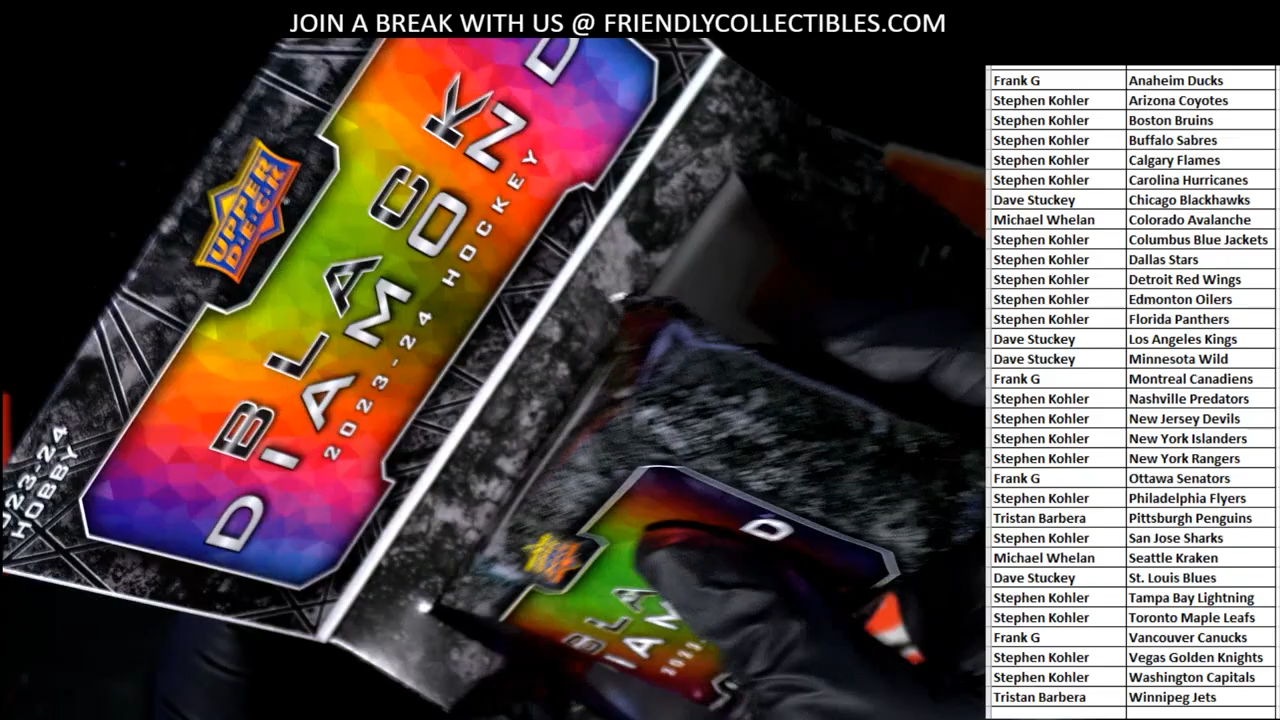 JOIN A BREAK WITH US @ FRIENDLYCOLLECTIBLES.COM
UPPER
DECK
BLACK
DIAMOND
2023-24 HOCKEY
023-24
HOBBY
D
BLA
IAM
2023
Frank G Anaheim Ducks
Stephen Kohler Arizona Coyotes
Stephen Kohler Boston Bruins
Stephen Kohler Buffalo Sabres
Stephen Kohler Calgary Flames
Stephen Kohler Carolina Hurricanes
Dave Stuckey Chicago Blackhawks
Michael Whelan Colorado Avalanche
Stephen Kohler Columbus Blue Jackets
Stephen Kohler Dallas Stars
Stephen Kohler Detroit Red Wings
Stephen Kohler Edmonton Oilers
Stephen Kohler Florida Panthers
Dave Stuckey Los Angeles Kings
Dave Stuckey Minnesota Wild
Frank G Montreal Canadiens
Stephen Kohler Nashville Predators
Stephen Kohler New Jersey Devils
Stephen Kohler New York Islanders
Stephen Kohler New York Rangers
Frank G Ottawa Senators
Stephen Kohler Philadelphia Flyers
Tristan Barbera Pittsburgh Penguins
Stephen Kohler San Jose Sharks
Michael Whelan Seattle Kraken
Dave Stuckey St. Louis Blues
Stephen Kohler Tampa Bay Lightning
Stephen Kohler Toronto Maple Leafs
Frank G Vancouver Canucks
Stephen Kohler Vegas Golden Knights
Stephen Kohler Washington Capitals
Tristan Barbera Winnipeg Jets